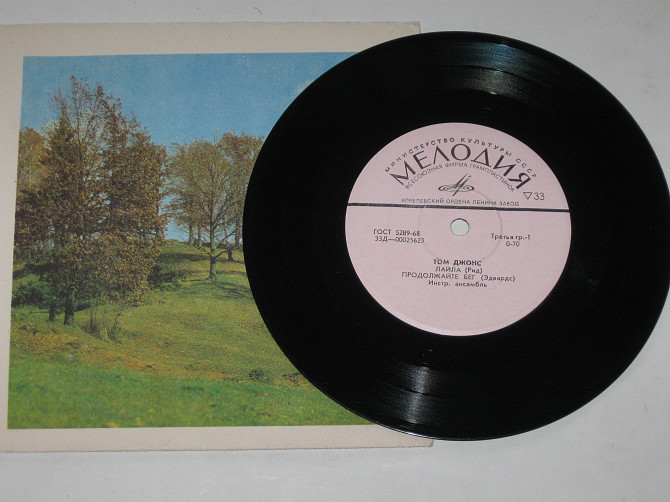 МИНИСТЕРСТВО КУЛЬТУРЫ СССР
МЕЛОДИЯ
ВСЕСОЮЗНАЯ ФИРМА ГРАМПЛАСТИНОК
▽33
АПРЕЛЕВСКИЙ ОРДЕНА ЛЕНИНА ЗАВОД
ГОСТ 5289-68
33Д—00025623
Третья гр.-1
0-70
ТОМ ДЖОНС
ЛАЙЛА (Рид)
ПРОДОЛЖАЙТЕ БЕГ (Эдвардс)
Инстр. ансамбль